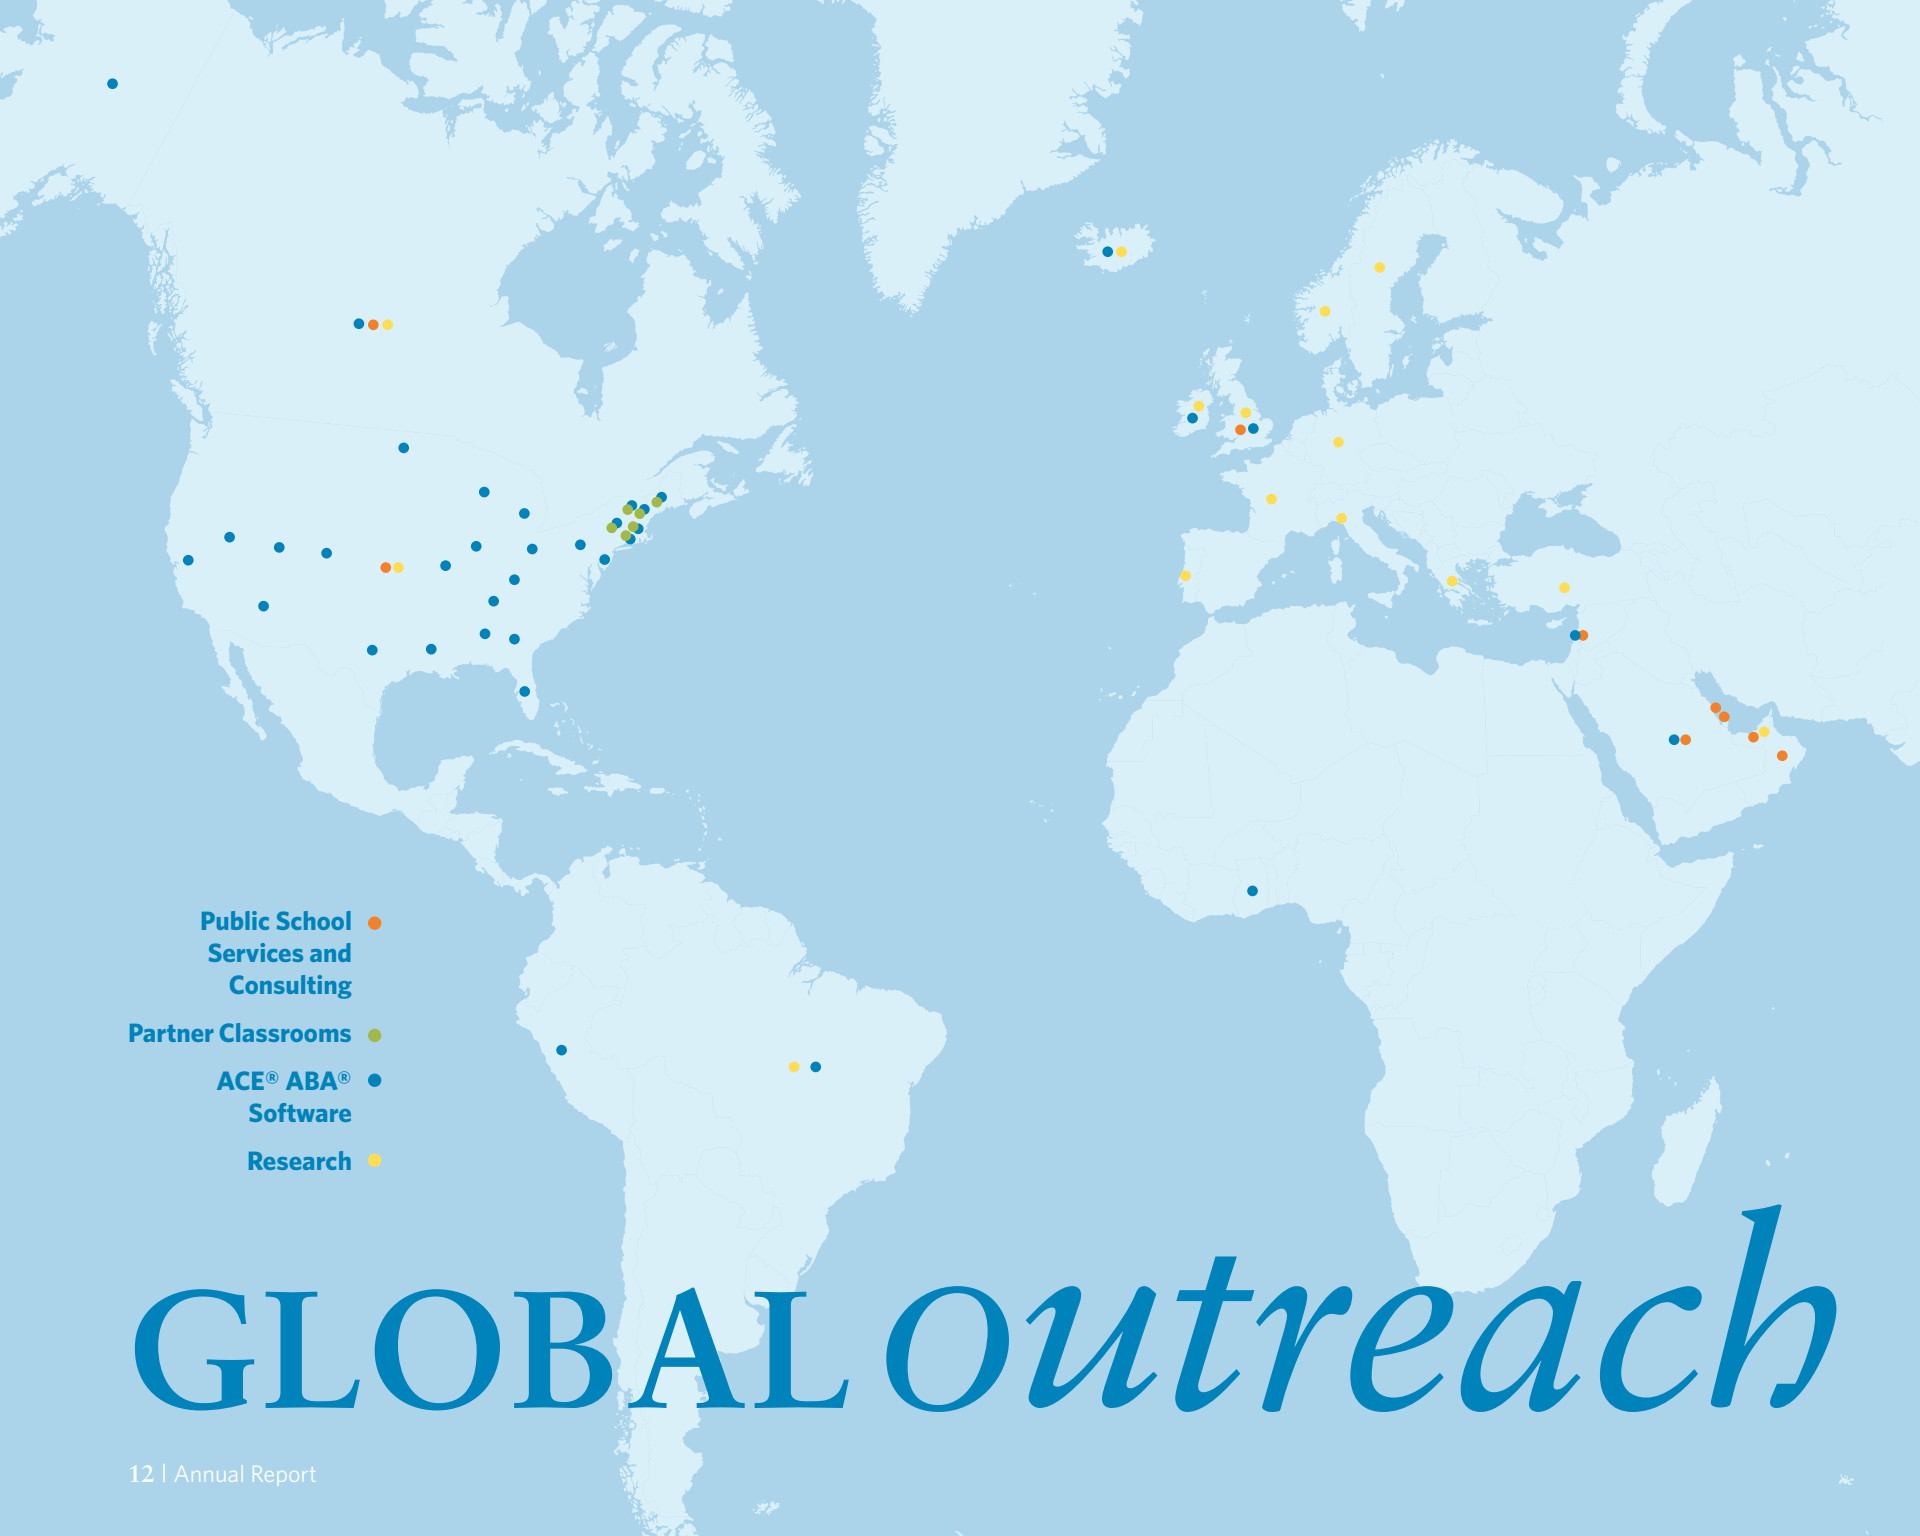 Public School
Services and
Consulting
Partner Classrooms
ACE® ABA®
Software
Research
GLOBAL outreach
12 | Annual Report